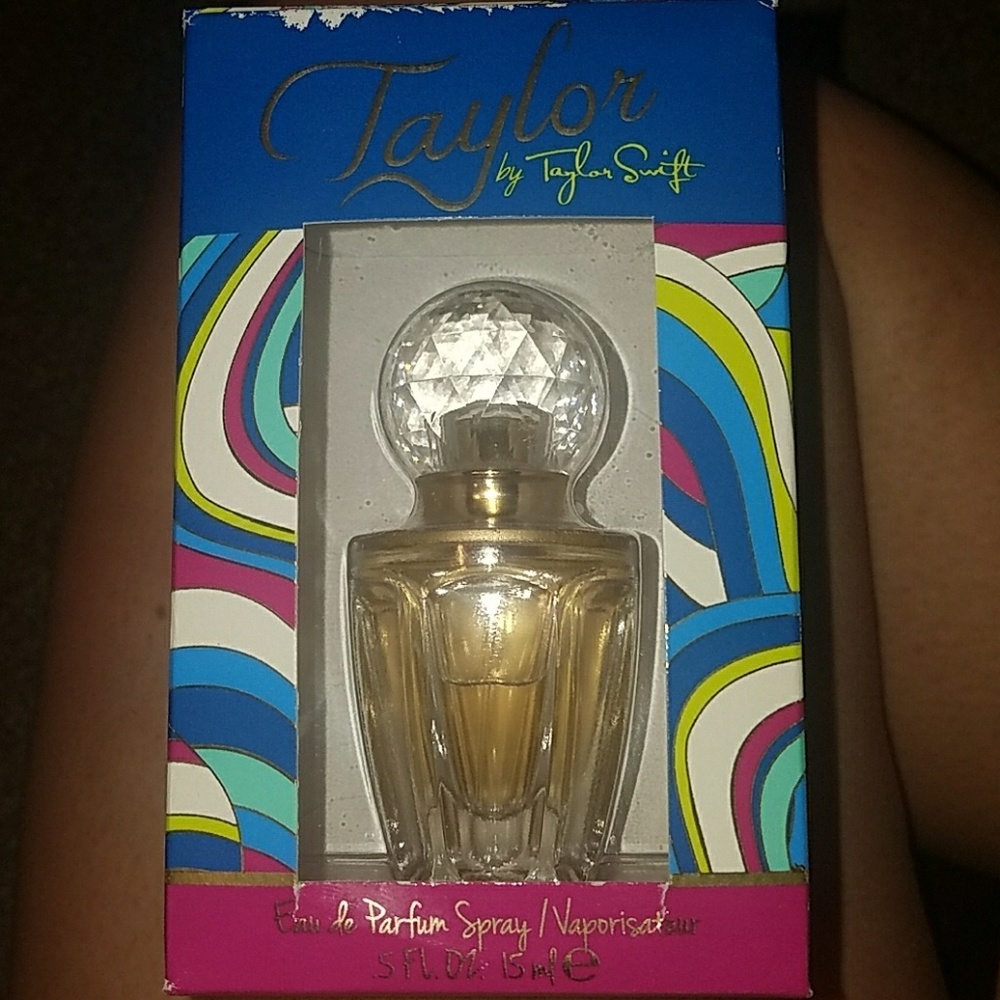 Taylor
by Taylor Swift
Eau de Parfum Spray / Vaporisateur
.5 FL. OZ. 15 ml e